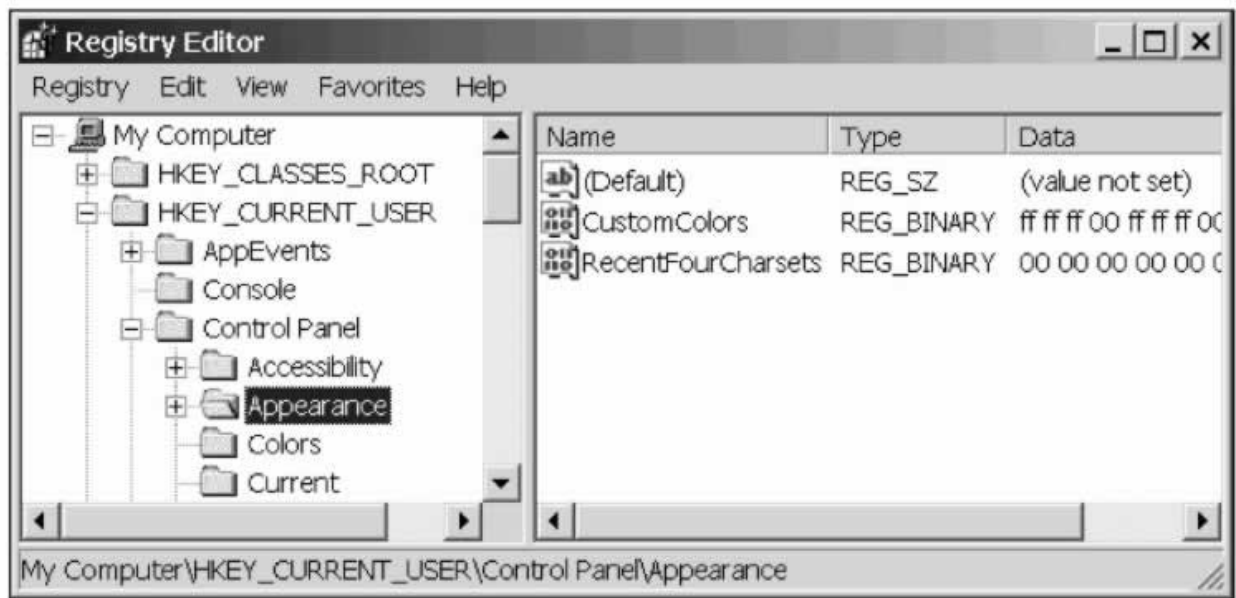 Registry Editor
Registry Edit View Favorites Help
My Computer
HKEY_CLASSES_ROOT
HKEY_CURRENT_USER
AppEvents
Console
Control Panel
Accessibility
Appearance
Colors
Current
Name Type Data
(Default) REG_SZ (value not set)
CustomColors REG_BINARY ff ff ff 00 ff ff ff 00
RecentFourCharsets REG_BINARY 00 00 00 00 00
My Computer\HKEY_CURRENT_USER\Control Panel\Appearance